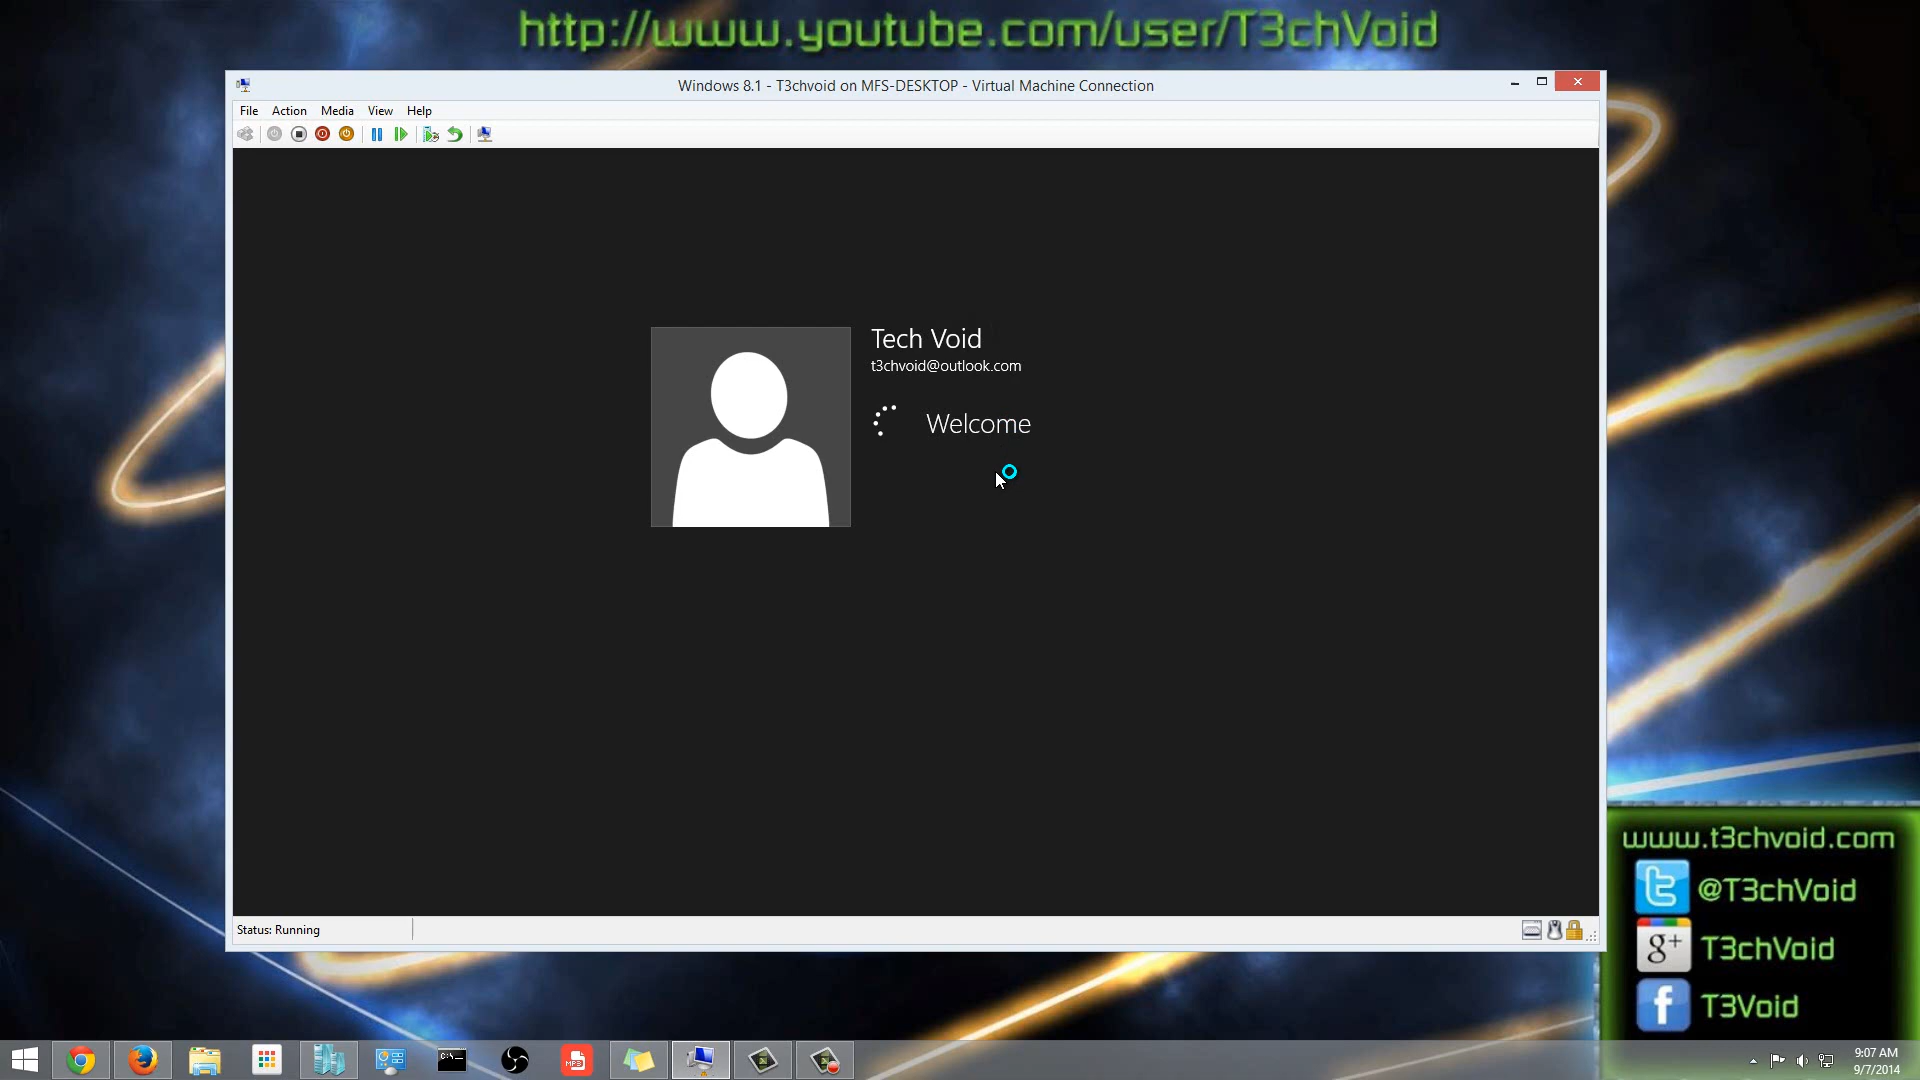 http://www.youtube.com/user/T3chVoid
Windows 8.1 - T3chvoid on MFS-DESKTOP - Virtual Machine Connection
File Action Media View Help
Tech Void
t3chvoid@outlook.com
Welcome
Status: Running
www.t3chvoid.com
@T3chVoid
g+ T3chVoid
f T3Void
C:\_
MP3
9:07 AM
9/7/2014